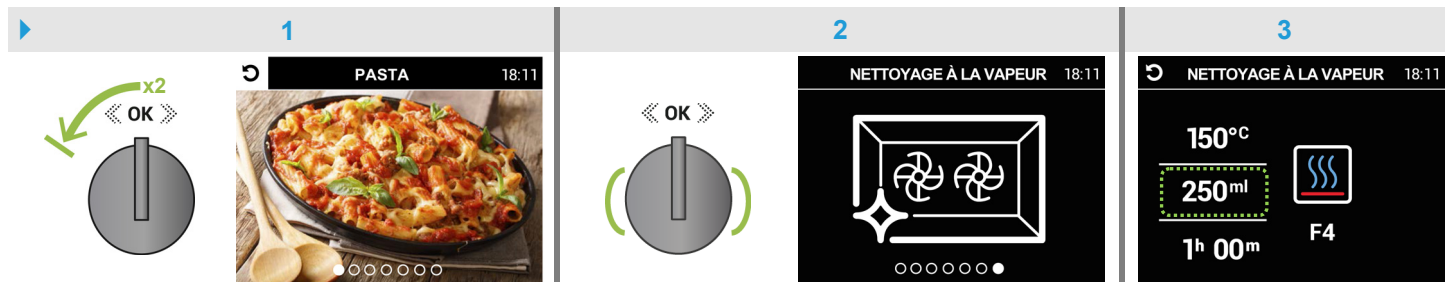 1
2
3
x2
OK
PASTA 18:11
OK
NETTOYAGE À LA VAPEUR 18:11
NETTOYAGE À LA VAPEUR 18:11
150°C
250ml
1h 00m
F4